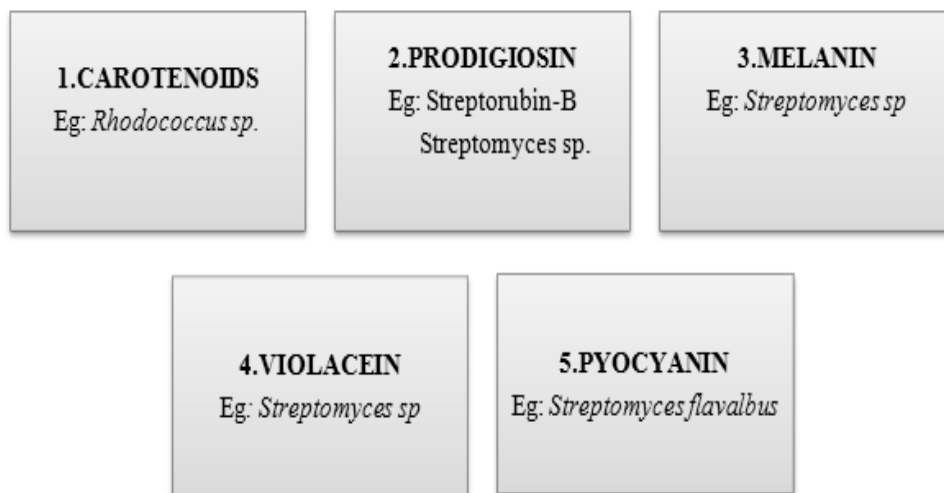 1.CAROTENOIDS
Eg: Rhodococcus sp.
2.PRODIGIOSIN
Eg: Streptorubin-B
Streptomyces sp.
3.MELANIN
Eg: Streptomyces sp
4.VIOLACEIN
Eg: Streptomyces sp
5.PYOCYANIN
Eg: Streptomyces flavalbus